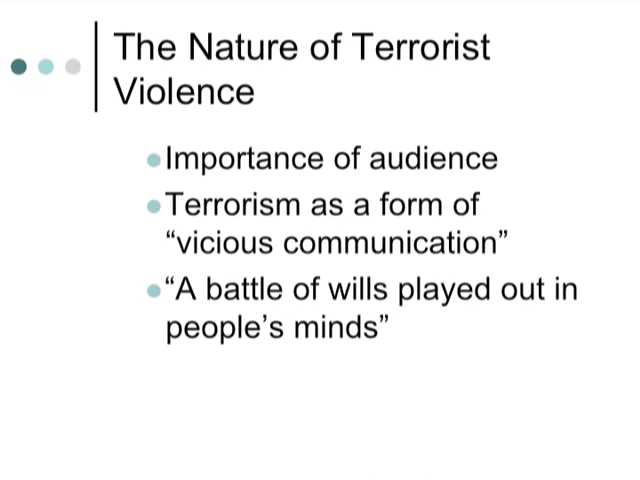 The Nature of Terrorist
Violence
Importance of audience
Terrorism as a form of
“vicious communication”
“A battle of wills played out in
people’s minds”